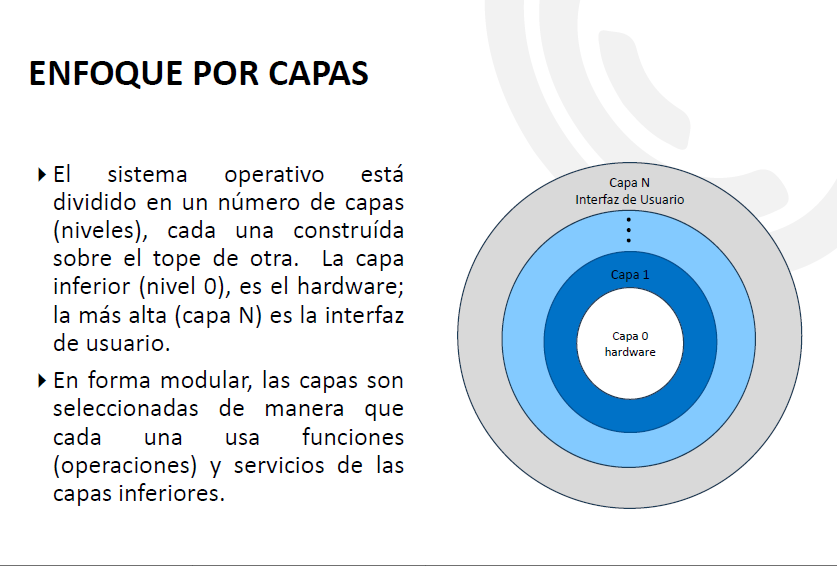 ENFOQUE POR CAPAS
El sistema operativo está
dividido en un número de capas
(niveles), cada una construída
sobre el tope de otra. La capa
inferior (nivel 0), es el hardware;
la más alta (capa N) es la interfaz
de usuario.
En forma modular, las capas son
seleccionadas de manera que
cada una usa funciones
(operaciones) y servicios de las
capas inferiores.
Capa N
Interfaz de Usuario
Capa 1
Capa 0
hardware